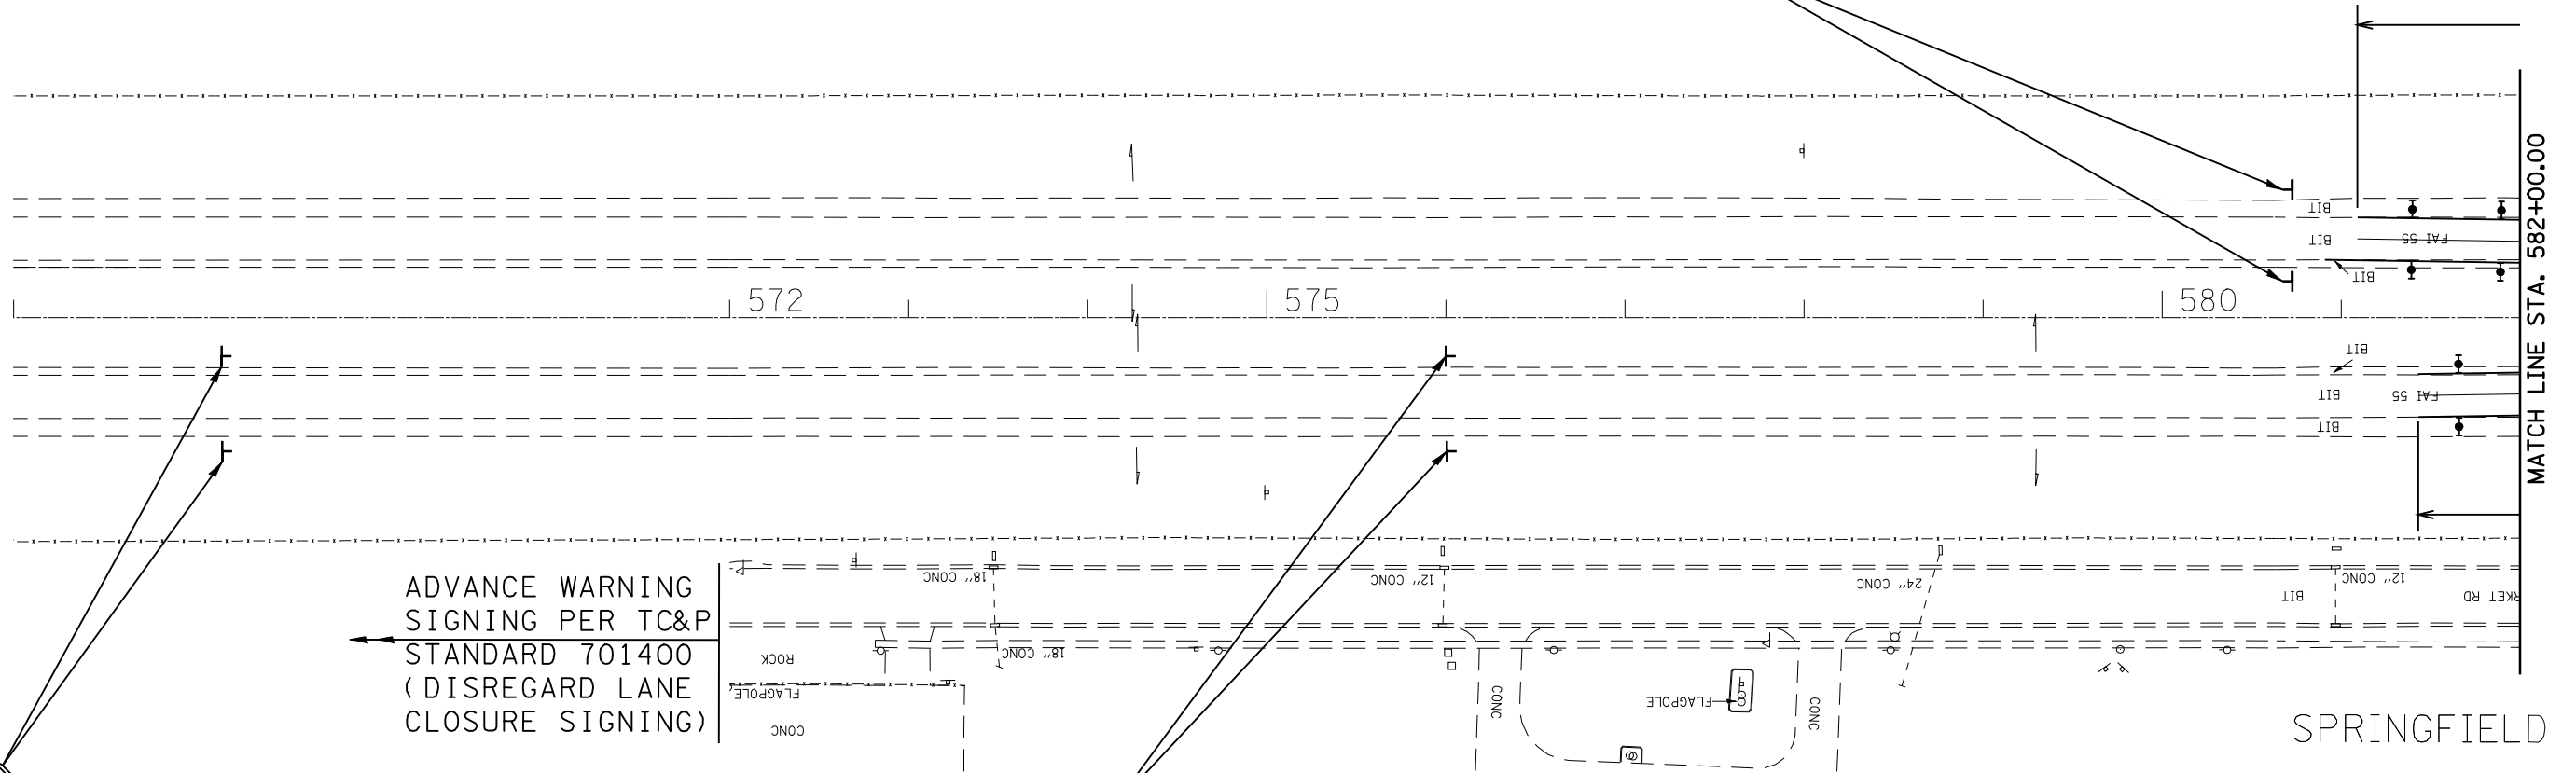 BIT
BIT
FAI 55
BIT
572
575
580
MATCH LINE STA. 582+00.00
BIT
BIT
FAI 55
BIT
18" CONC
12" CONC
24" CONC
12" CONC
BIT
RKET RD
ADVANCE WARNING
SIGNING PER TC&P
STANDARD 701400
(DISREGARD LANE
CLOSURE SIGNING)
ROCK
18" CONC
FLAGPOLE
CONC
CONC
FLAGPOLE
CONC
SPRINGFIELD